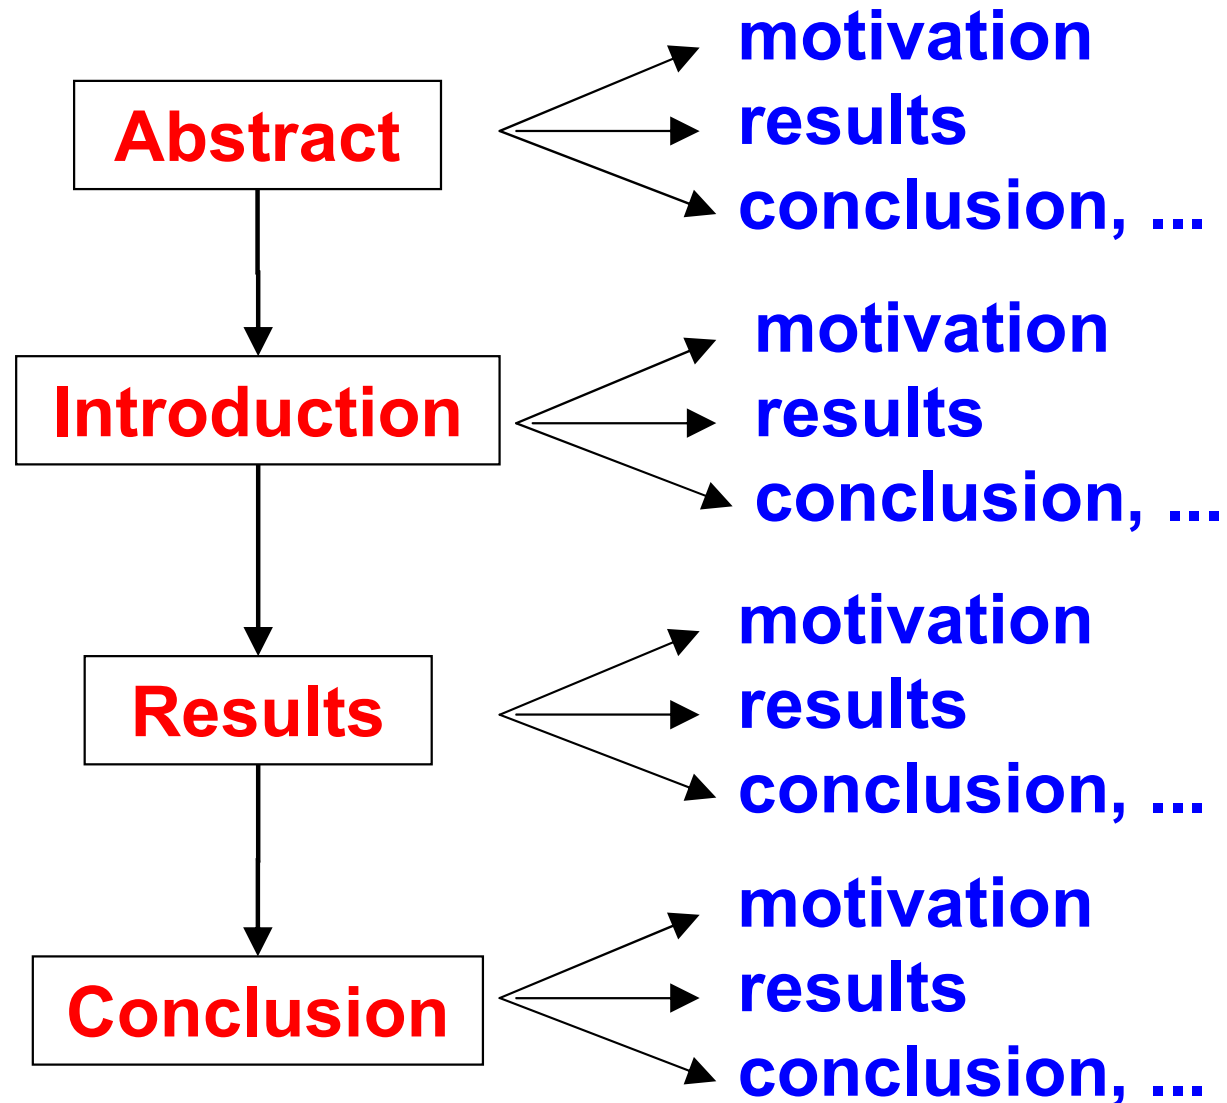 Abstract
motivation
results
conclusion, ...
Introduction
motivation
results
conclusion, ...
Results
motivation
results
conclusion, ...
Conclusion
motivation
results
conclusion, ...